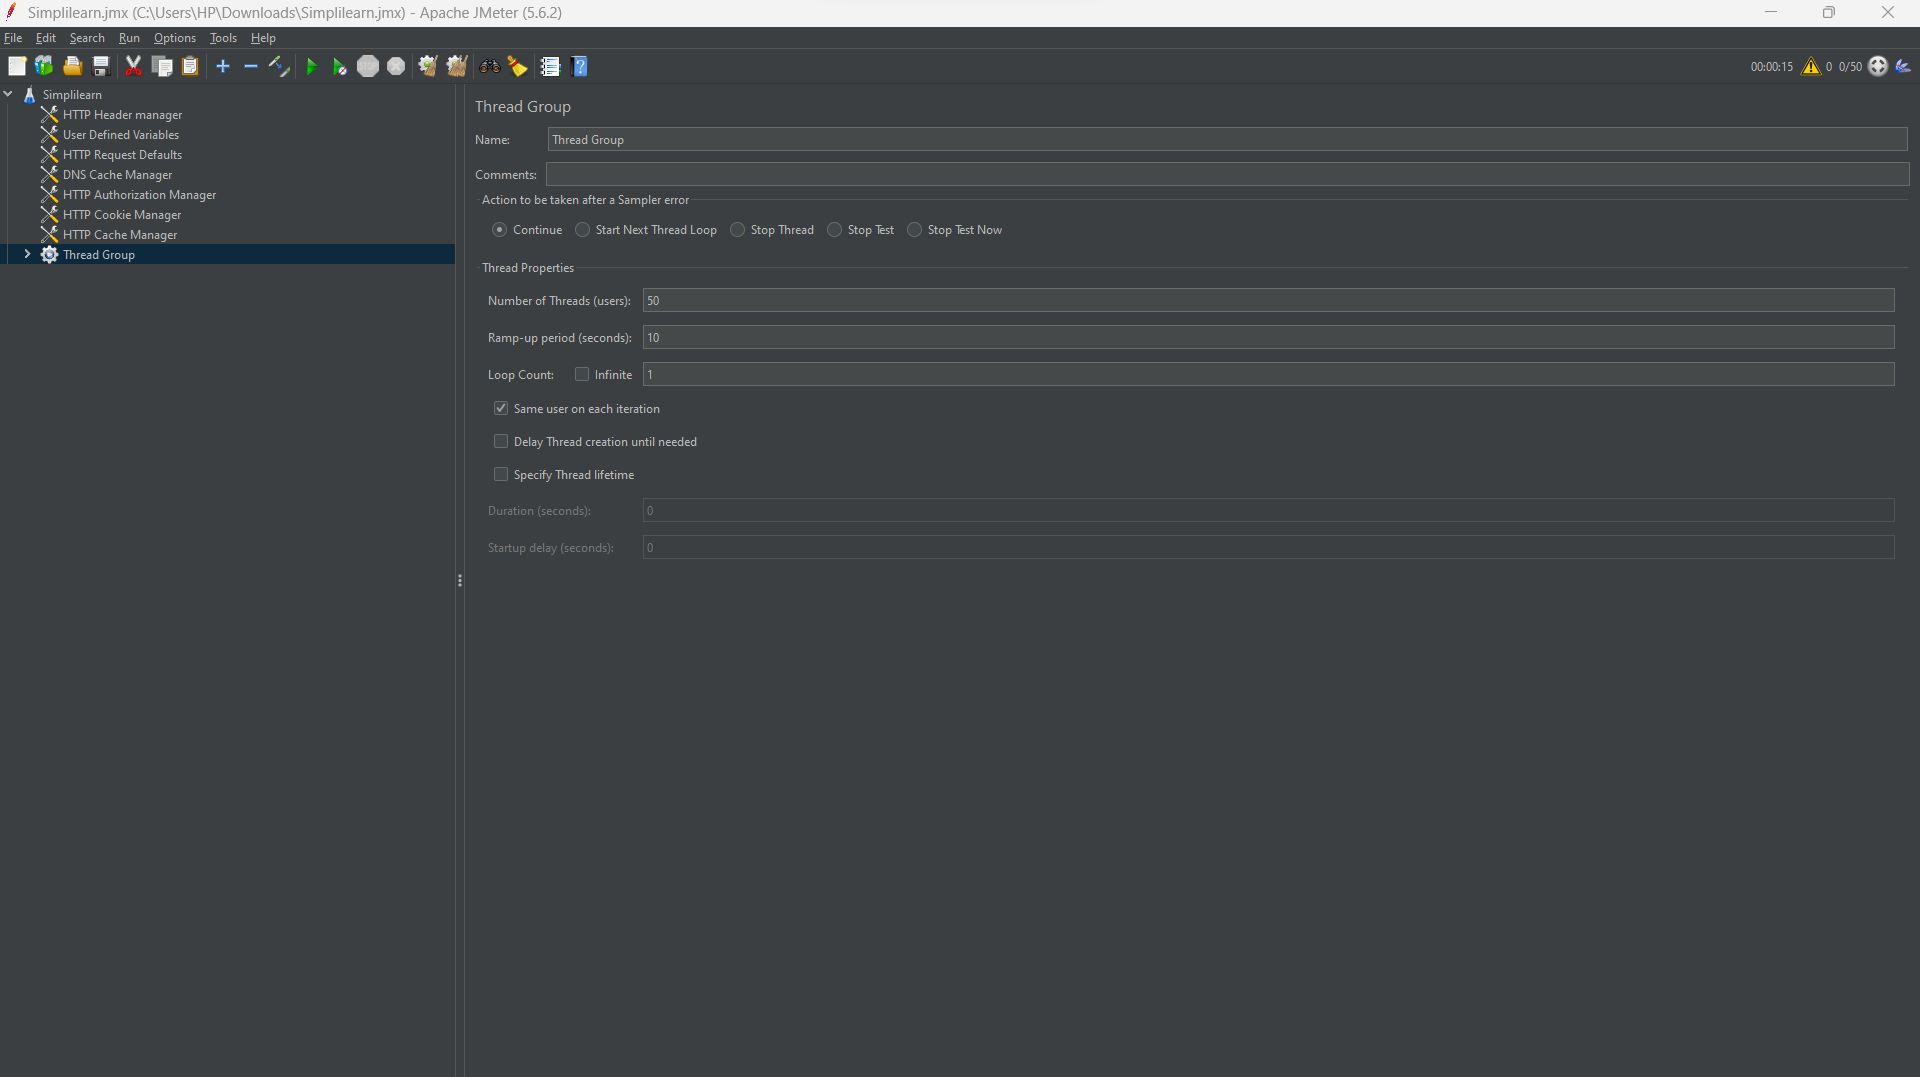 Simplilearn.jmx (C:\Users\HP\Downloads\Simplilearn.jmx) - Apache JMeter (5.6.2)
File Edit Search Run Options Tools Help
00:00:15 0 0/50
Simplilearn
HTTP Header manager
User Defined Variables
HTTP Request Defaults
DNS Cache Manager
HTTP Authorization Manager
HTTP Cookie Manager
HTTP Cache Manager
Thread Group
Thread Group
Name: Thread Group
Comments:
Action to be taken after a Sampler error
Continue Start Next Thread Loop Stop Thread Stop Test Stop Test Now
Thread Properties
Number of Threads (users): 50
Ramp-up period (seconds): 10
Loop Count: Infinite 1
Same user on each iteration
Delay Thread creation until needed
Specify Thread lifetime
Duration (seconds): 0
Startup delay (seconds): 0